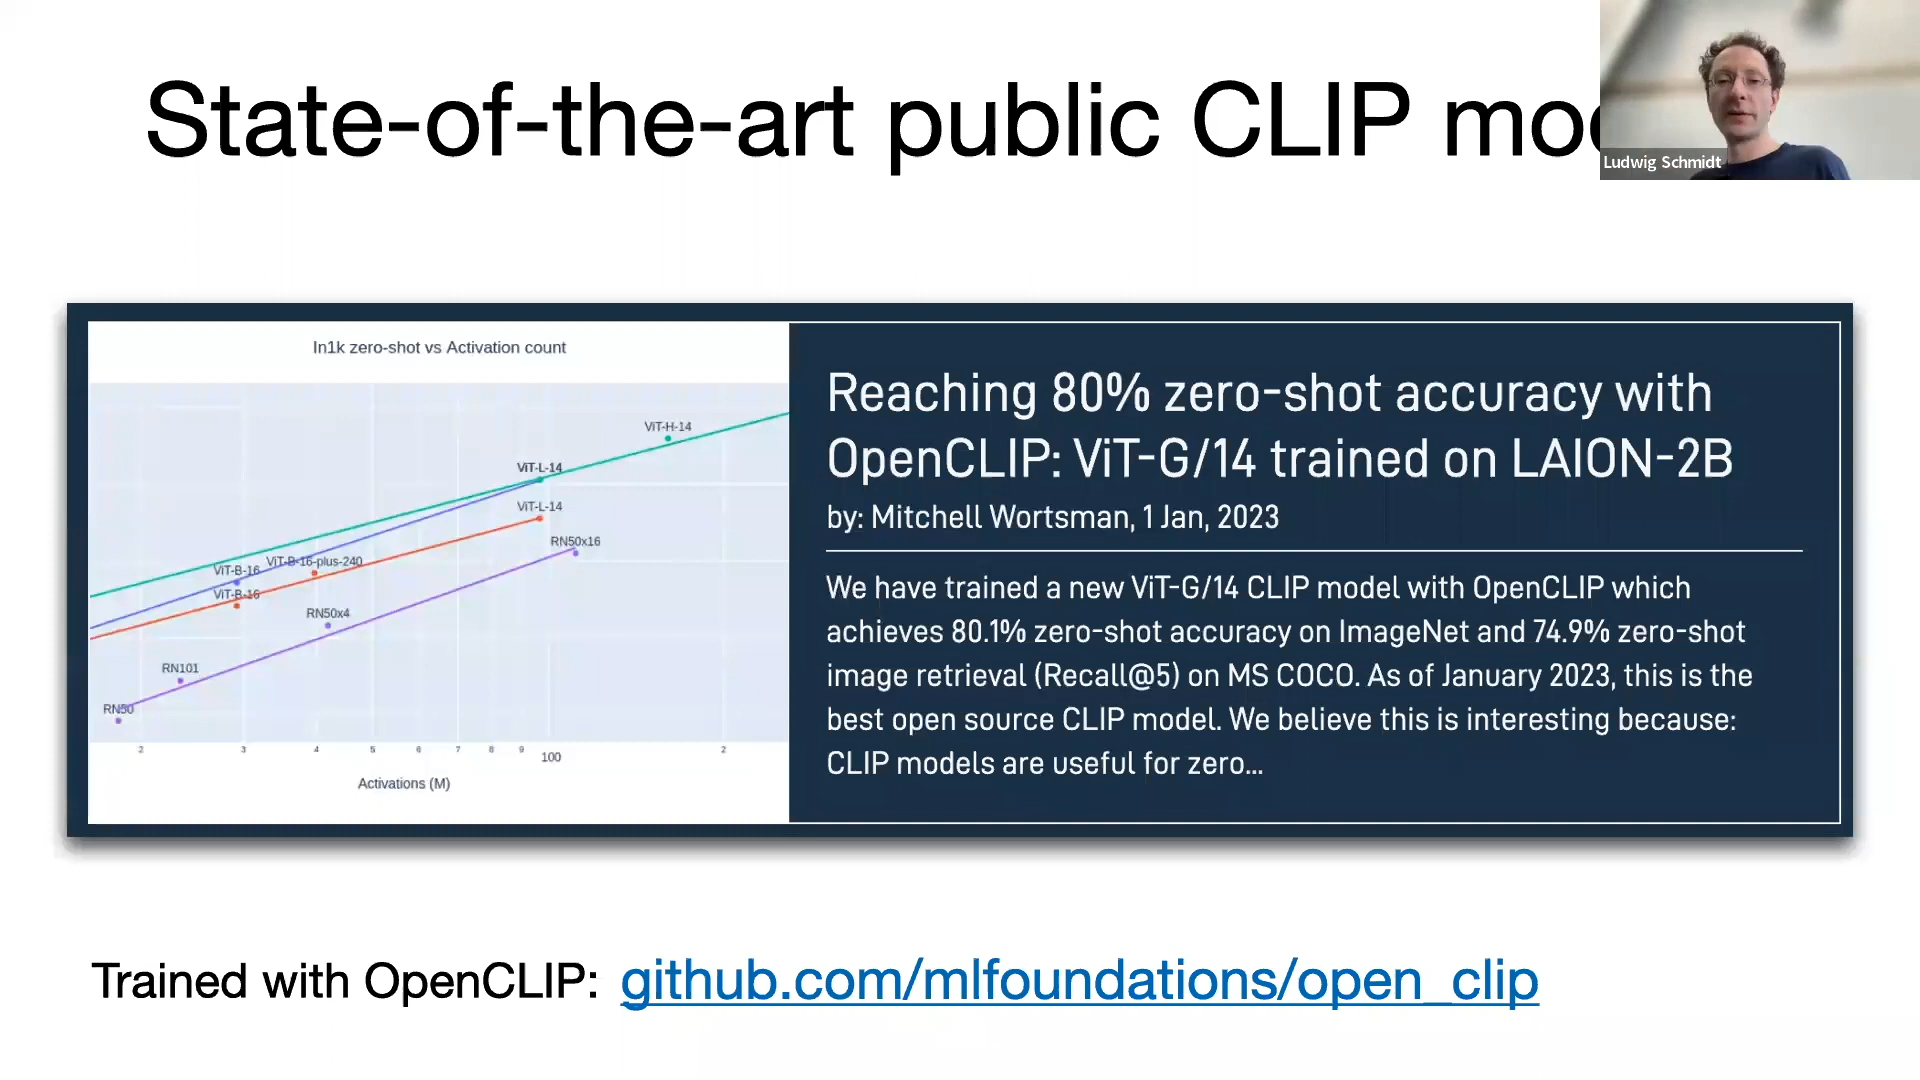 State-of-the-art public CLIP
Ludwig Schmidt
In1k zero-shot vs Activation count
ViT-H-14
ViT-L-14
ViT-L-14
RN50x16
ViT-B-16-plus-240
ViT-B-16
ViT-B-16
RN50x4
RN101
RN50
2 3 4 5 6 7 8 9 100 2
Activations (M)
Reaching 80% zero-shot accuracy with
OpenCLIP: ViT-G/14 trained on LAION-2B
by: Mitchell Wortsman, 1 Jan, 2023
We have trained a new ViT-G/14 CLIP model with OpenCLIP which
achieves 80.1% zero-shot accuracy on ImageNet and 74.9% zero-shot
image retrieval (Recall@5) on MS COCO. As of January 2023, this is the
best open source CLIP model. We believe this is interesting because:
CLIP models are useful for zero...
Trained with OpenCLIP: github.com/mlfoundations/open_clip